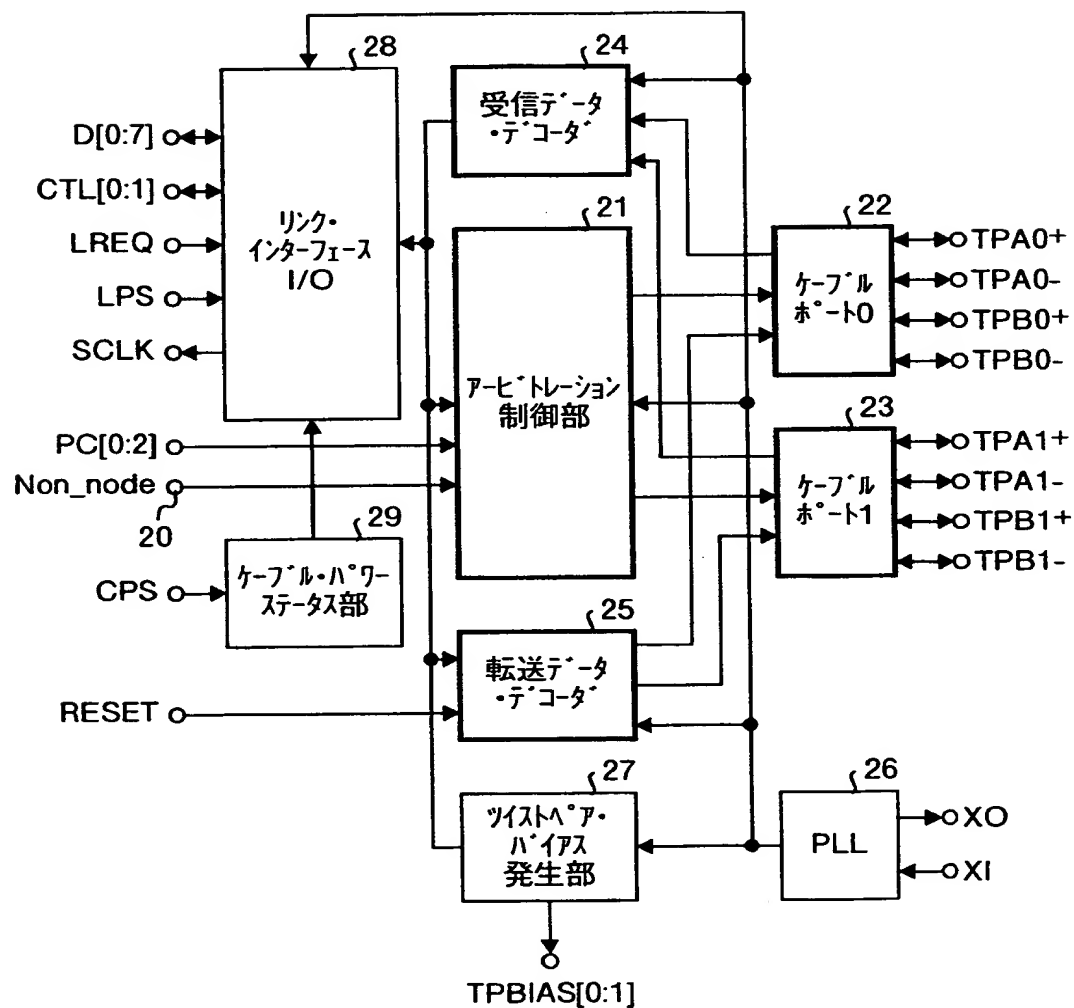 28
24
受信データ
・デコーダ
D[0:7]
CTL[0:1]
LREQ
LPS
SCLK
リンク・
インターフェース
I/O
21
アービトレーション
制御部
22
ケーブル
ポート0
TPA0+
TPA0-
TPB0+
TPB0-
23
ケーブル
ポート1
TPA1+
TPA1-
TPB1+
TPB1-
PC[0:2]
Non_node
20
29
CPS
ケーブル・パワー
ステータス部
25
転送データ
・デコーダ
RESET
27
ツイストペア・
バイアス
発生部
26
PLL
XO
XI
TPBIAS[0:1]